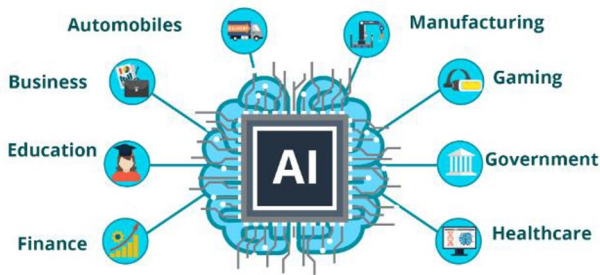 Automobiles
Manufacturing
Business
Gaming
AI
Education
Government
Finance
Healthcare